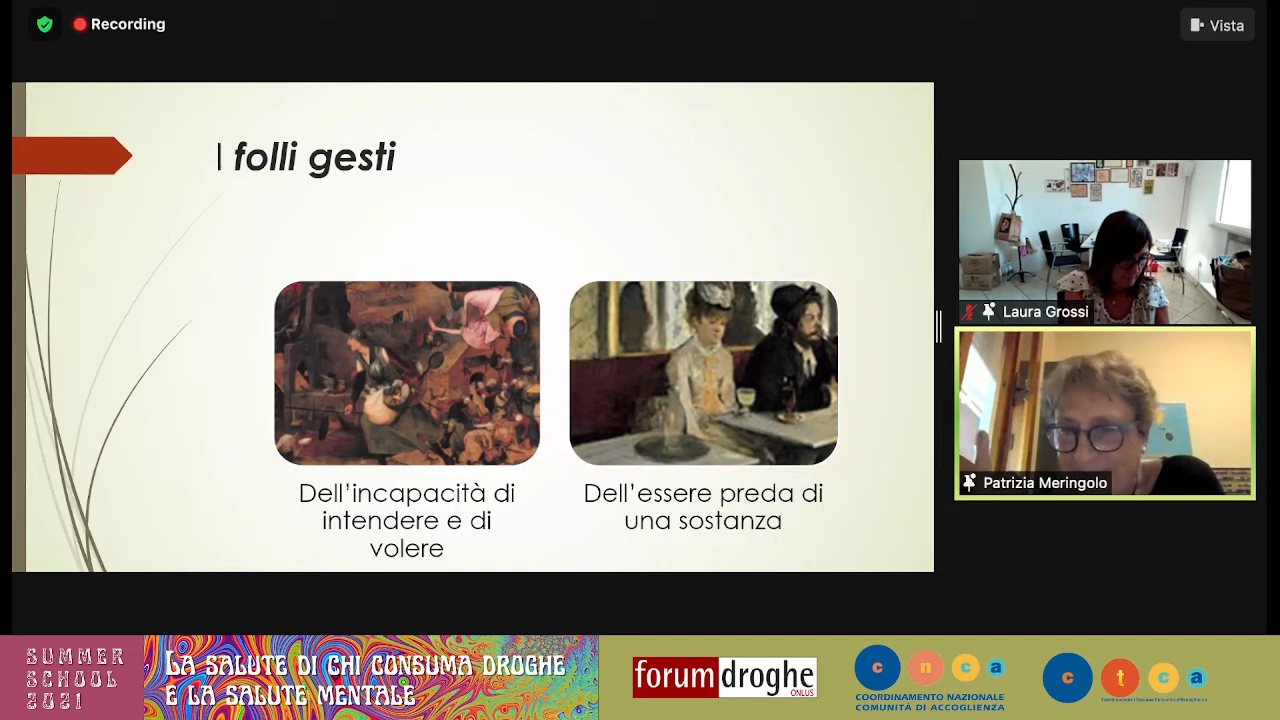 Recording
Vista
I folli gesti
Dell'incapacità di
intendere e di
volere
Dell'essere preda di
una sostanza
Laura Grossi
Patrizia Meringolo
SUMMER
SCHOOL
2021
LA SALUTE DI CHI CONSUMA DROGHE
E LA SALUTE MENTALE
forumdroghe
ONLUS
cnca
COORDINAMENTO NAZIONALE
COMUNITÀ DI ACCOGLIENZA
ctca